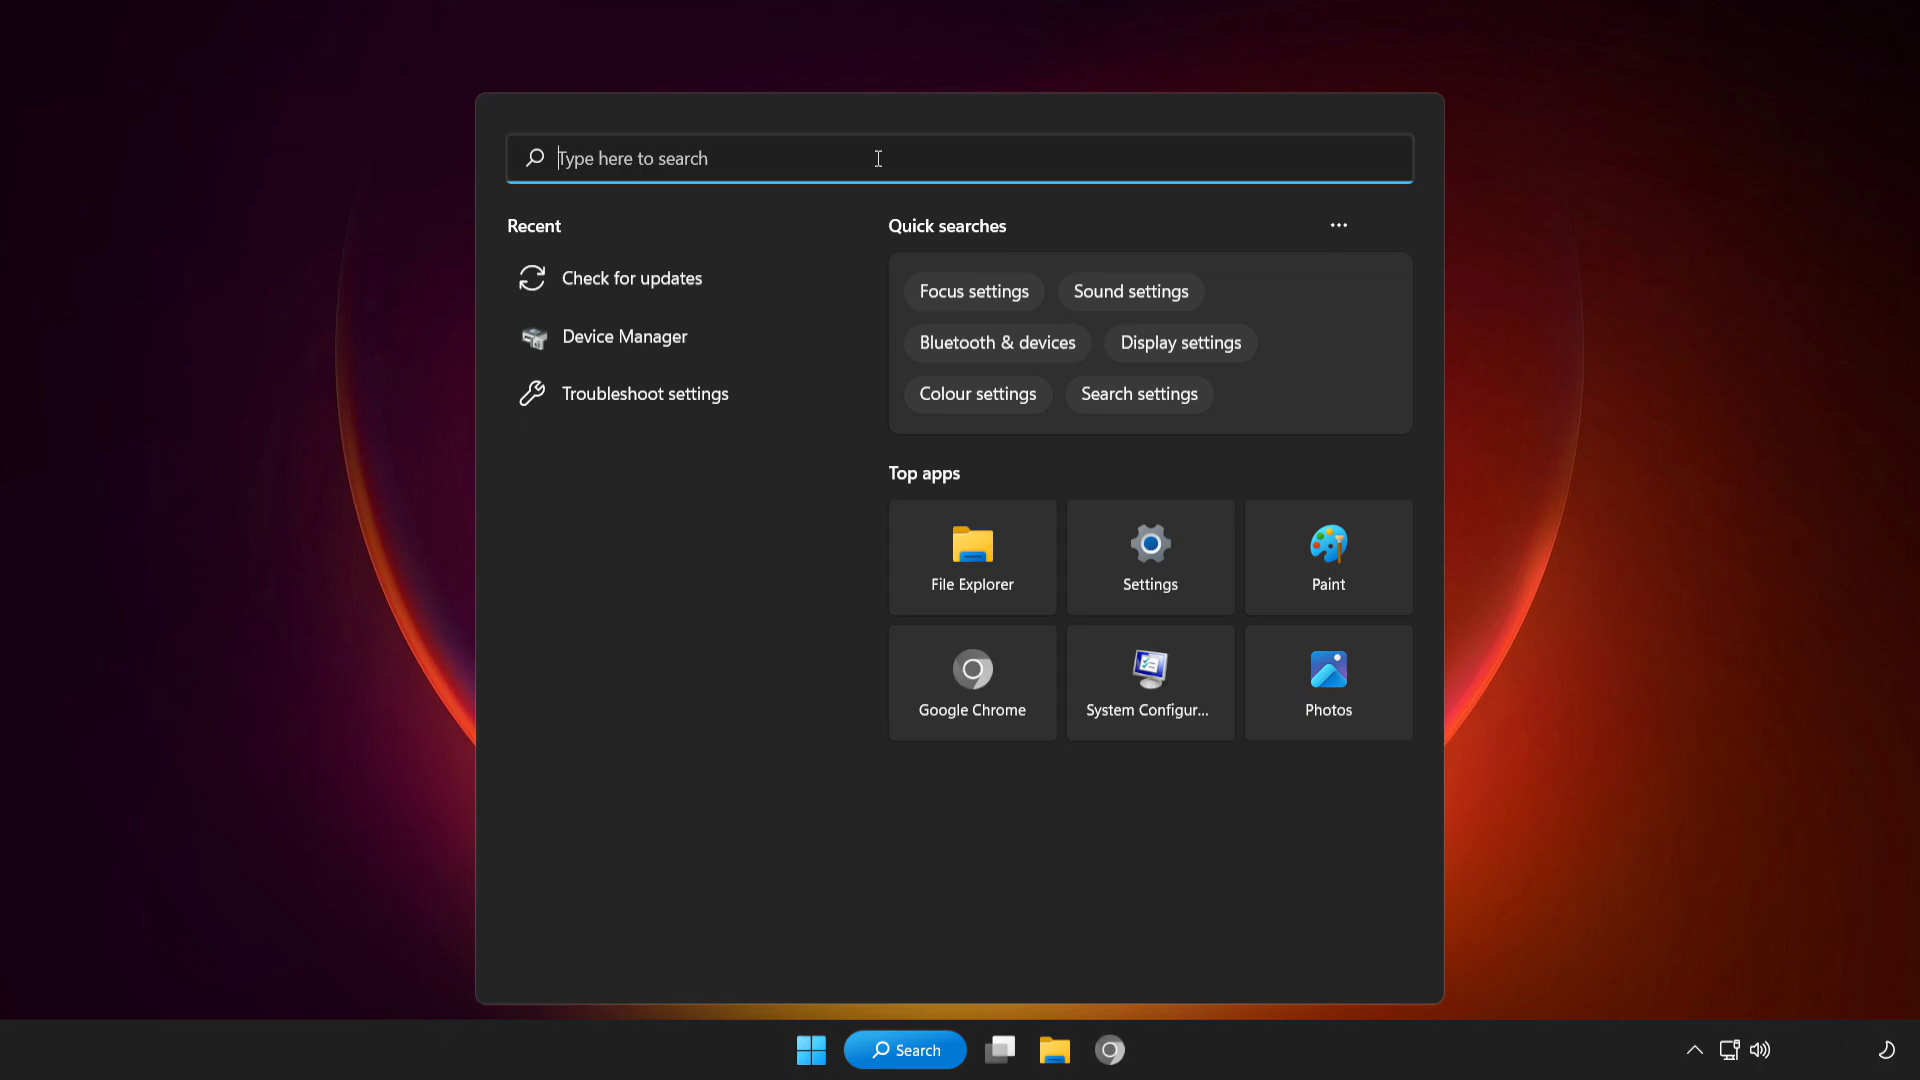 Type here to search
Recent
Quick searches
Check for updates
Device Manager
Troubleshoot settings
Focus settings
Sound settings
Bluetooth & devices
Display settings
Colour settings
Search settings
Top apps
File Explorer
Settings
Paint
Google Chrome
System Configur...
Photos
Search